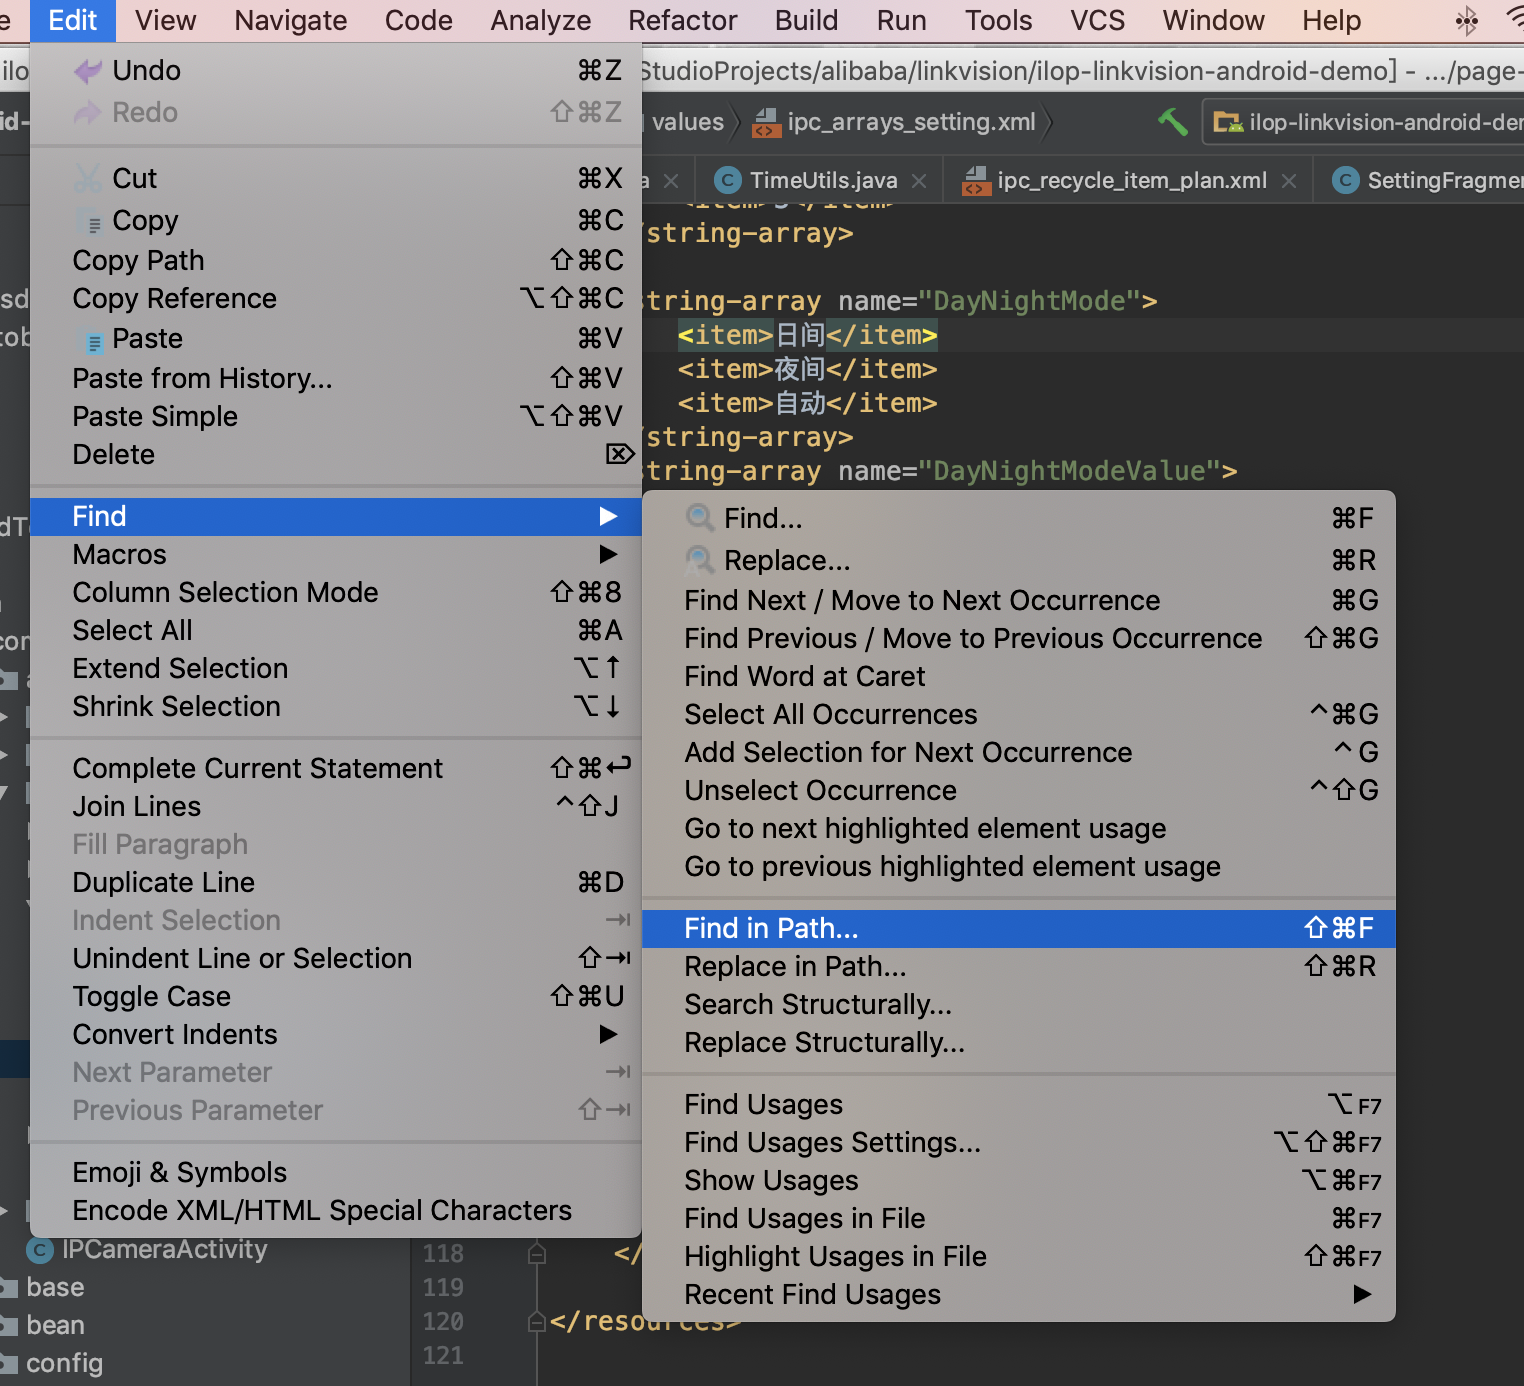 Edit View Navigate Code Analyze Refactor Build Run Tools VCS Window Help
StudioProjects/alibaba/linkvision/ilop-linkvision-android-demo] - .../page-
values ipc_arrays_setting.xml ilop-linkvision-android-der
TimeUtils.java ipc_recycle_item_plan.xml SettingFragmen
Undo ⌘Z
Redo ⇧⌘Z
Cut ⌘X
Copy ⌘C
Copy Path ⇧⌘C
Copy Reference ⌥⇧⌘C
Paste ⌘V
Paste from History... ⇧⌘V
Paste Simple ⌥⇧⌘V
Delete ⌦
Find ▶
Macros ▶
Column Selection Mode ⇧⌘8
Select All ⌘A
Extend Selection ⌥↑
Shrink Selection ⌥↓
Complete Current Statement ⇧⌘↩
Join Lines ^⇧J
Fill Paragraph
Duplicate Line ⌘D
Indent Selection ⇥
Unindent Line or Selection ⇧⇥
Toggle Case ⇧⌘U
Convert Indents ▶
Next Parameter ⇥
Previous Parameter ⇧⇥
Emoji & Symbols
Encode XML/HTML Special Characters
/string-array>
string-array name="DayNightMode">
<item>日间</item>
<item>夜间</item>
<item>自动</item>
/string-array>
string-array name="DayNightModeValue">
Find... ⌘F
Replace... ⌘R
Find Next / Move to Next Occurrence ⌘G
Find Previous / Move to Previous Occurrence ⇧⌘G
Find Word at Caret
Select All Occurrences ^⌘G
Add Selection for Next Occurrence ^G
Unselect Occurrence ^⇧G
Go to next highlighted element usage
Go to previous highlighted element usage
Find in Path... ⇧⌘F
Replace in Path... ⇧⌘R
Search Structurally...
Replace Structurally...
Find Usages ⌥F7
Find Usages Settings... ⌥⇧⌘F7
Show Usages ⌥⌘F7
Find Usages in File ⌘F7
Highlight Usages in File ⇧⌘F7
Recent Find Usages ▶
IPCameraActivity
base
bean
config
118 </
119
120 </resources>
121